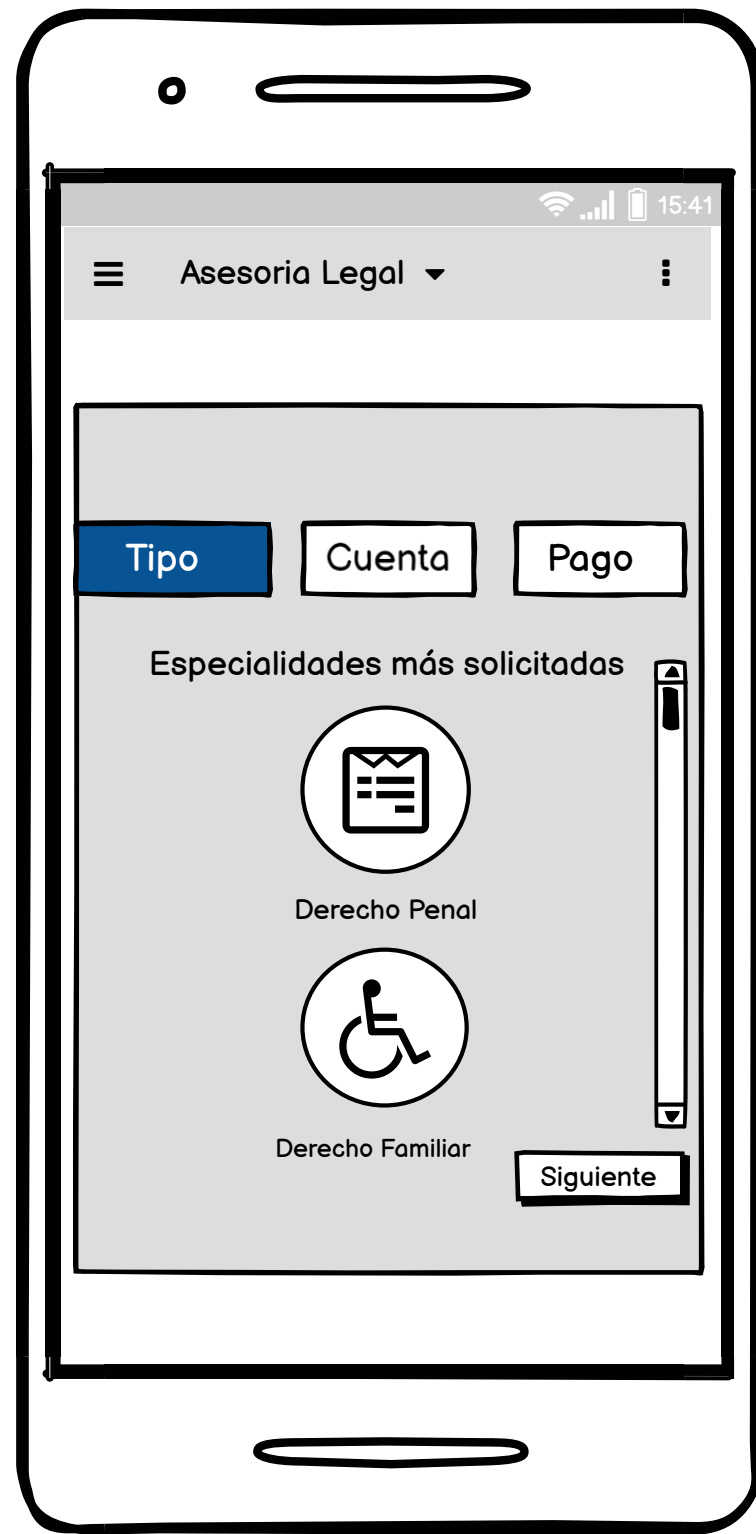 15:41
Asesoria Legal
Tipo
Cuenta
Pago
Especialidades más solicitadas
Derecho Penal
Derecho Familiar
Siguiente